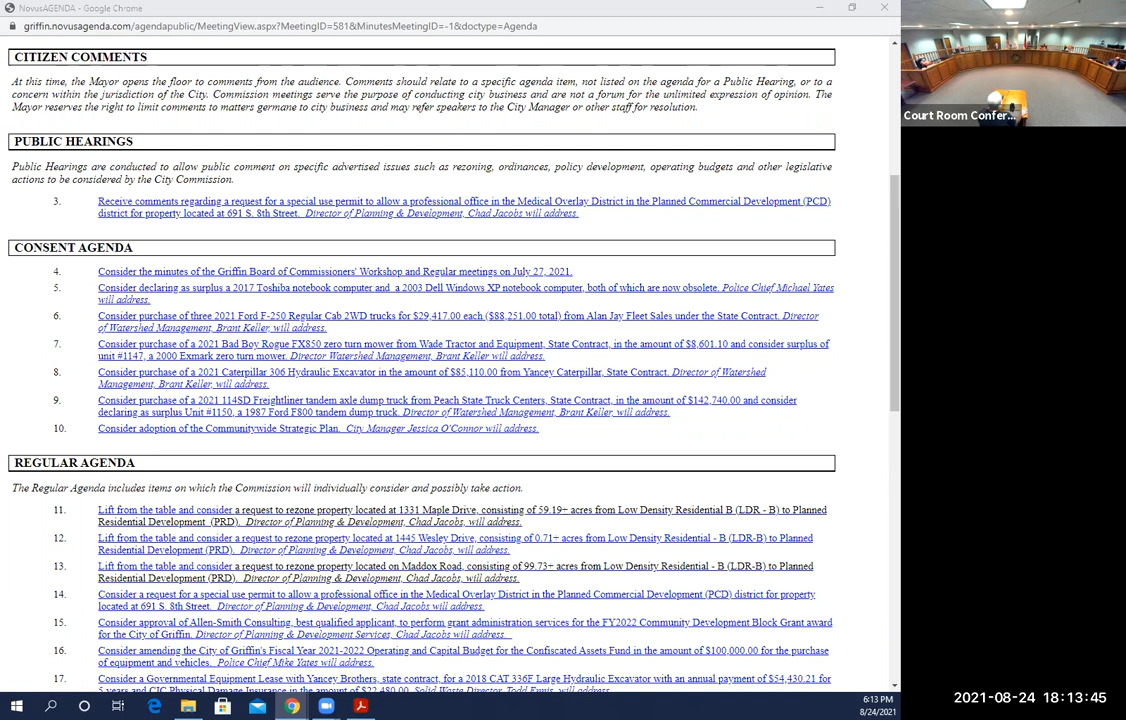 NovusAGENDA - Google Chrome
griffin.novusagenda.com/agendapublic/MeetingView.aspx?MeetingID=581&MinutesMeetingID=-1&doctype=Agenda
CITIZEN COMMENTS
At this time, the Mayor opens the floor to comments from the audience. Comments should relate to a specific agenda item, not listed on the agenda for a Public Hearing, or to a
concern within the jurisdiction of the City. Commission meetings serve the purpose of conducting city business and are not a forum for the unlimited expression of opinion. The
Mayor reserves the right to limit comments to matters germane to city business and may refer speakers to the City Manager or other staff for resolution.
PUBLIC HEARINGS
Public Hearings are conducted to allow public comment on specific advertised issues such as rezoning, ordinances, policy development, operating budgets and other legislative
actions to be considered by the City Commission.
3. Receive comments regarding a request for a special use permit to allow a professional office in the Medical Overlay District in the Planned Commercial Development (PCD)
district for property located at 691 S. 8th Street. Director of Planning & Development, Chad Jacobs will address.
CONSENT AGENDA
4. Consider the minutes of the Griffin Board of Commissioners' Workshop and Regular meetings on July 27, 2021.
5. Consider declaring as surplus a 2017 Toshiba notebook computer and a 2003 Dell Windows XP notebook computer, both of which are now obsolete. Police Chief Michael Yates
will address.
6. Consider purchase of three 2021 Ford F-250 Regular Cab 2WD trucks for $29,417.00 each ($88,251.00 total) from Alan Jay Fleet Sales under the State Contract. Director
of Watershed Management, Brant Keller, will address.
7. Consider purchase of a 2021 Bad Boy Rogue FX850 zero turn mower from Wade Tractor and Equipment, State Contract, in the amount of $8,601.10 and consider surplus of
unit #1147, a 2000 Exmark zero turn mower. Director Watershed Management, Brant Keller will address.
8. Consider purchase of a 2021 Caterpillar 306 Hydraulic Excavator in the amount of $85,110.00 from Yancey Caterpillar, State Contract. Director of Watershed
Management, Brant Keller, will address.
9. Consider purchase of a 2021 114SD Freightliner tandem axle dump truck from Peach State Truck Centers, State Contract, in the amount of $142,740.00 and consider
declaring as surplus Unit #1150, a 1987 Ford F800 tandem dump truck. Director of Watershed Management, Brant Keller, will address.
10. Consider adoption of the Communitywide Strategic Plan. City Manager Jessica O'Connor will address.
REGULAR AGENDA
The Regular Agenda includes items on which the Commission will individually consider and possibly take action.
11. Lift from the table and consider a request to rezone property located at 1331 Maple Drive, consisting of 59.19+ acres from Low Density Residential B (LDR - B) to Planned
Residential Development (PRD). Director of Planning & Development, Chad Jacobs, will address.
12. Lift from the table and consider a request to rezone property located at 1445 Wesley Drive, consisting of 0.71+ acres from Low Density Residential - B (LDR-B) to Planned
Residential Development (PRD). Director of Planning & Development, Chad Jacobs, will address.
13. Lift from the table and consider a request to rezone property located on Maddox Road, consisting of 99.73+ acres from Low Density Residential - B (LDR-B) to Planned
Residential Development (PRD). Director of Planning & Development, Chad Jacobs, will address.
14. Consider a request for a special use permit to allow a professional office in the Medical Overlay District in the Planned Commercial Development (PCD) district for property
located at 691 S. 8th Street. Director of Planning & Development, Chad Jacobs will address.
15. Consider approval of Allen-Smith Consulting, best qualified applicant, to perform grant administration services for the FY2022 Community Development Block Grant award
for the City of Griffin. Director of Planning & Development Services, Chad Jacobs will address.
16. Consider amending the City of Griffin's Fiscal Year 2021-2022 Operating and Capital Budget for the Confiscated Assets Fund in the amount of $100,000.00 for the purchase
of equipment and vehicles. Police Chief Mike Yates will address.
17. Consider a Governmental Equipment Lease with Yancey Brothers, state contract, for a 2018 CAT 336F Large Hydraulic Excavator with an annual payment of $54,430.21 for
5 years and CIC Physical Damage Insurance in the amount of $22,480.00. Solid Waste Director, Todd Ennis, will address.
Court Room Confer...
6:13 PM
8/24/2021
2021-08-24 18:13:45